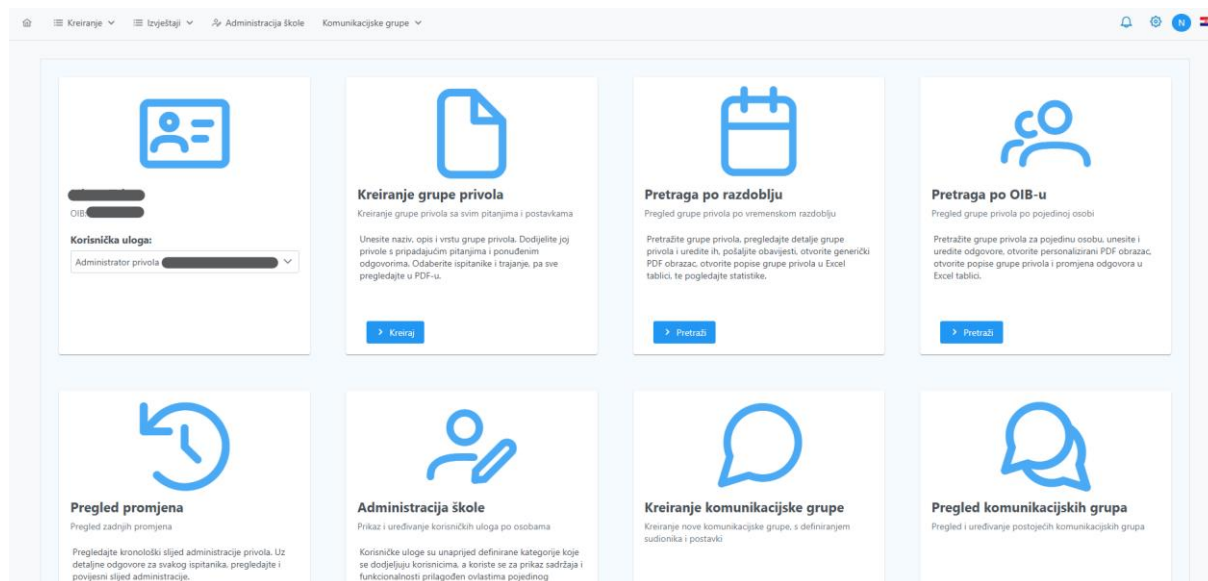 Kreiranje
Izvještaji
Administracija škole
Komunikacijske grupe
N
OIB:
Korisnička uloga:
Administrator privola
Kreiranje grupe privola
Kreiranje grupe privola sa svim pitanjima i postavkama
Unesite naziv, opis i vrstu grupe privola. Dodijelite joj
privole s pripadajućim pitanjima i ponuđenim
odgovorima. Odaberite ispitanike i trajanje, pa sve
pregledajte u PDF-u.
Kreiraj
Pretraga po razdoblju
Pregled grupe privola po vremenskom razdoblju
Pretražite grupe privola, pregledajte detalje grupe
privola i uredite ih, pošaljite obavijesti, otvorite generički
PDF obrazac, otvorite popise grupe privola u Excel
tablici, te pogledajte statistike.
Pretraži
Pretraga po OIB-u
Pregled grupe privola po pojedinoj osobi
Pretražite grupe privola za pojedinu osobu, unesite i
uredite odgovore, otvorite personalizirani PDF obrazac,
otvorite popise grupe privola i promjena odgovora u
Excel tablici.
Pretraži
Pregled promjena
Pregled zadnjih promjena
Pregledajte kronološki slijed administracije privola. Uz
detaljne odgovore za svakog ispitanika, pregledajte i
povijesni slijed administracije.
Administracija škole
Prikaz i uređivanje korisničkih uloga po osobama
Korisničke uloge su unaprijed definirane kategorije koje
se dodjeljuju korisnicima, a koriste se za prikaz sadržaja i
funkcionalnosti prilagođen ovlastima pojedinog
Kreiranje komunikacijske grupe
Kreiranje nove komunikacijske grupe, s definiranjem
sudionika i postavki
Pregled komunikacijskih grupa
Pregled i uređivanje postojećih komunikacijskih grupa